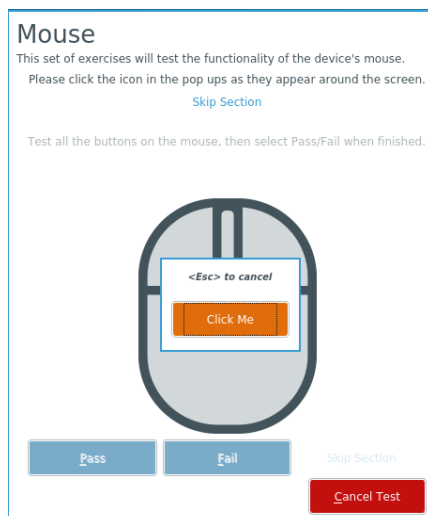 Mouse
This set of exercises will test the functionality of the device's mouse.
Please click the icon in the pop ups as they appear around the screen.
Skip Section
Test all the buttons on the mouse, then select Pass/Fail when finished.
<Esc> to cancel
Click Me
Pass
Fail
Skip Section
Cancel Test